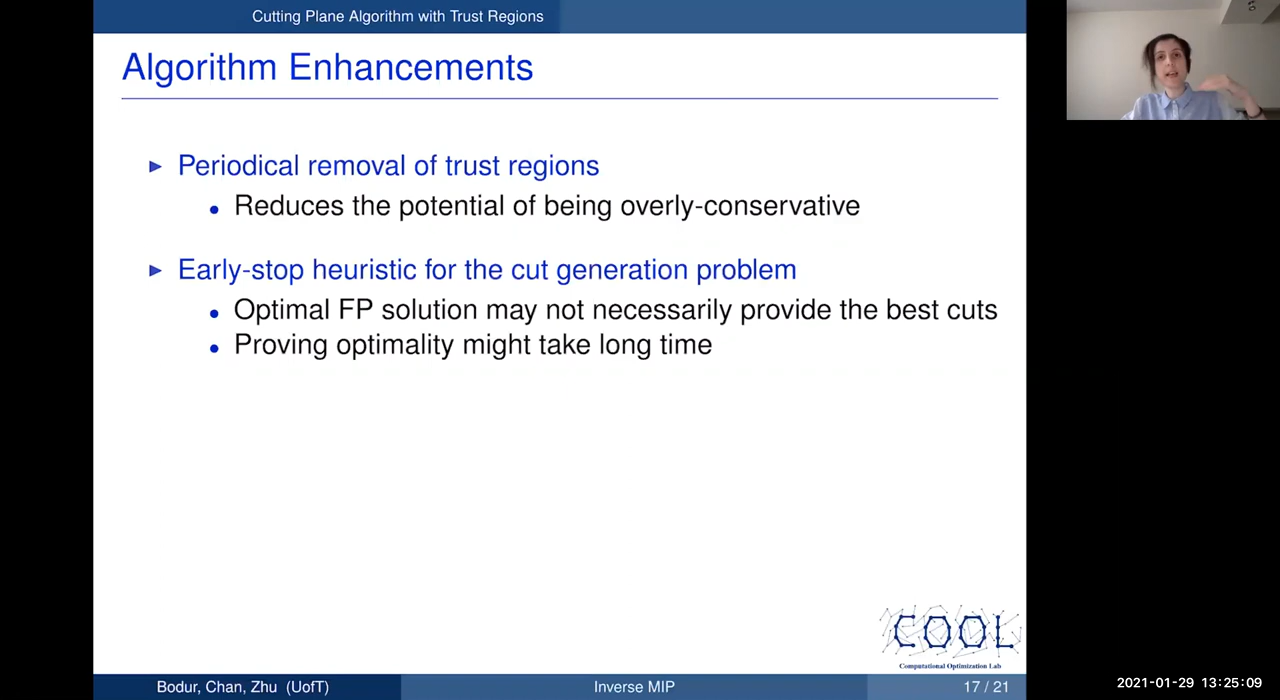 Cutting Plane Algorithm with Trust Regions
Algorithm Enhancements
Periodical removal of trust regions
Reduces the potential of being overly-conservative
Early-stop heuristic for the cut generation problem
Optimal FP solution may not necessarily provide the best cuts
Proving optimality might take long time
COOL
Computational Optimization Lab
Bodur, Chan, Zhu (UofT)
Inverse MIP
17 / 21
2021-01-29 13:25:09